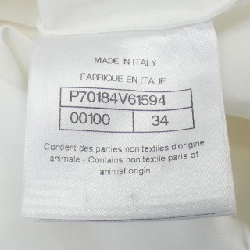 MADE IN ITALY
FABRIQUE EN ITALIE
P70184V61594
00100 34
Contient des parties non textiles d'origine
animale - Contains non textile parts of
animal origin